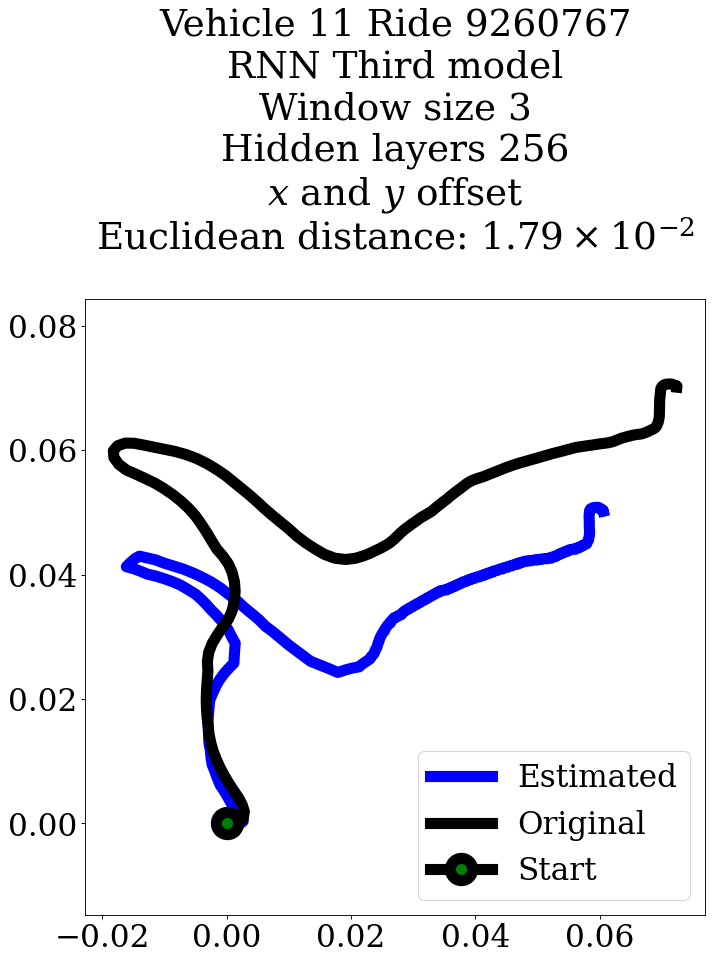 Vehicle 11 Ride 9260767
RNN Third model
Window size 3
Hidden layers 256
x and y offset
Euclidean distance: 1.79 × 10⁻²
0.08
0.06
0.04
0.02
0.00
Estimated
Original
Start
−0.02 0.00 0.02 0.04 0.06